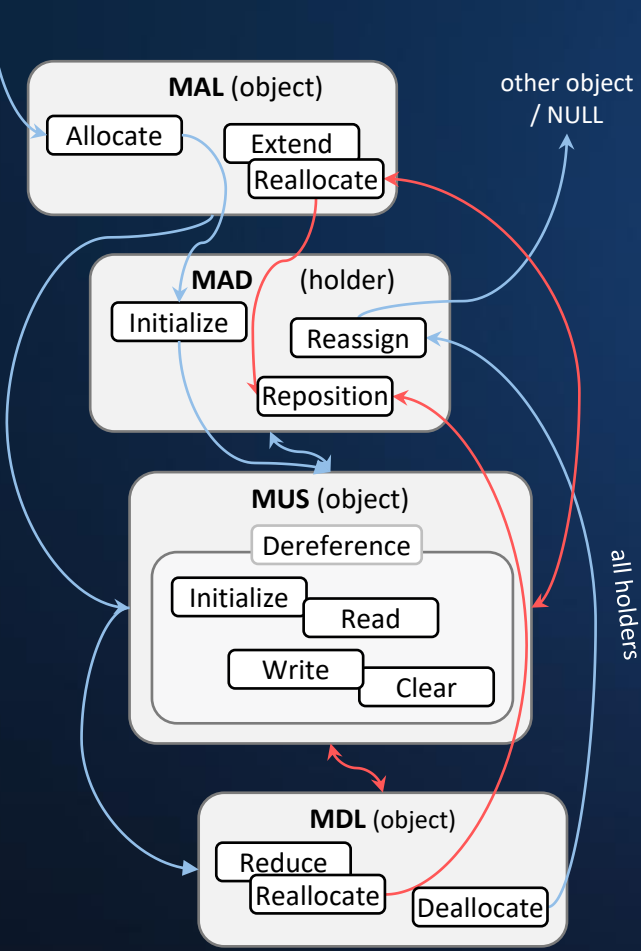 MAL (object)
other object
/ NULL
Allocate
Extend
Reallocate
MAD (holder)
Initialize
Reassign
Reposition
MUS (object)
Dereference
Initialize
Read
Write
Clear
all holders
MDL (object)
Reduce
Reallocate
Deallocate